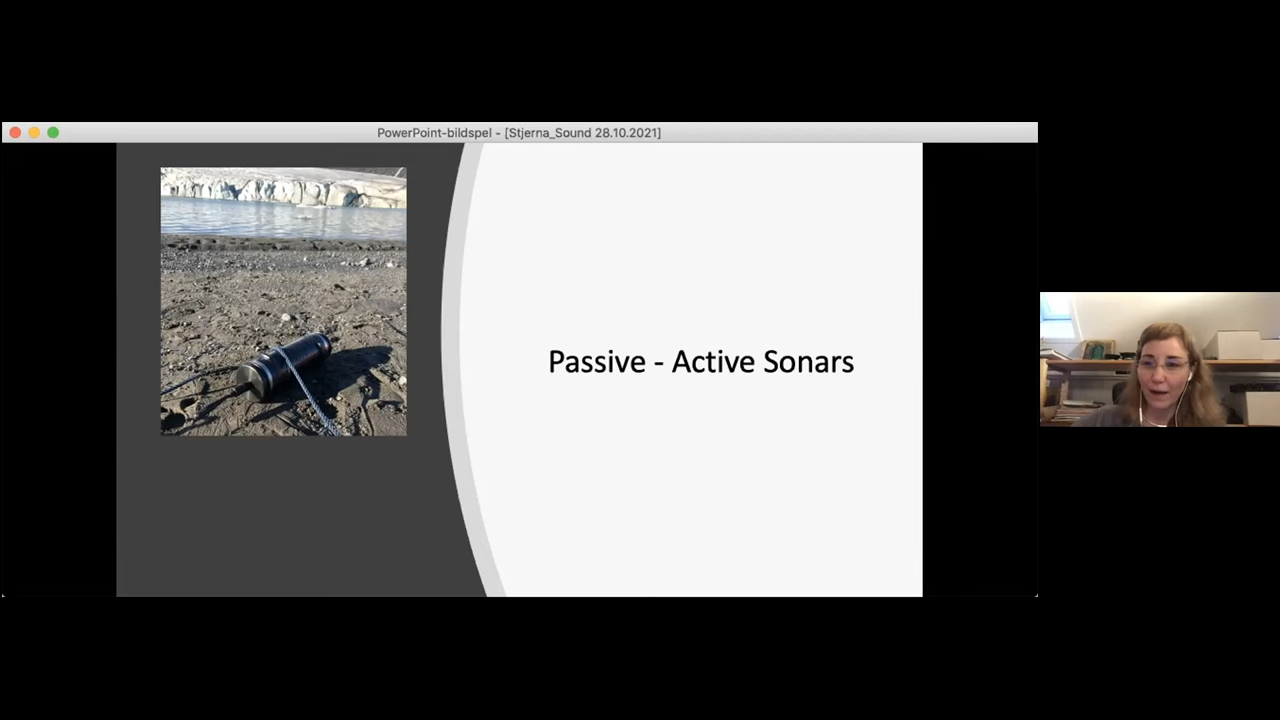 PowerPoint-bildspel - [Stjerna_Sound 28.10.2021]
Passive - Active Sonars